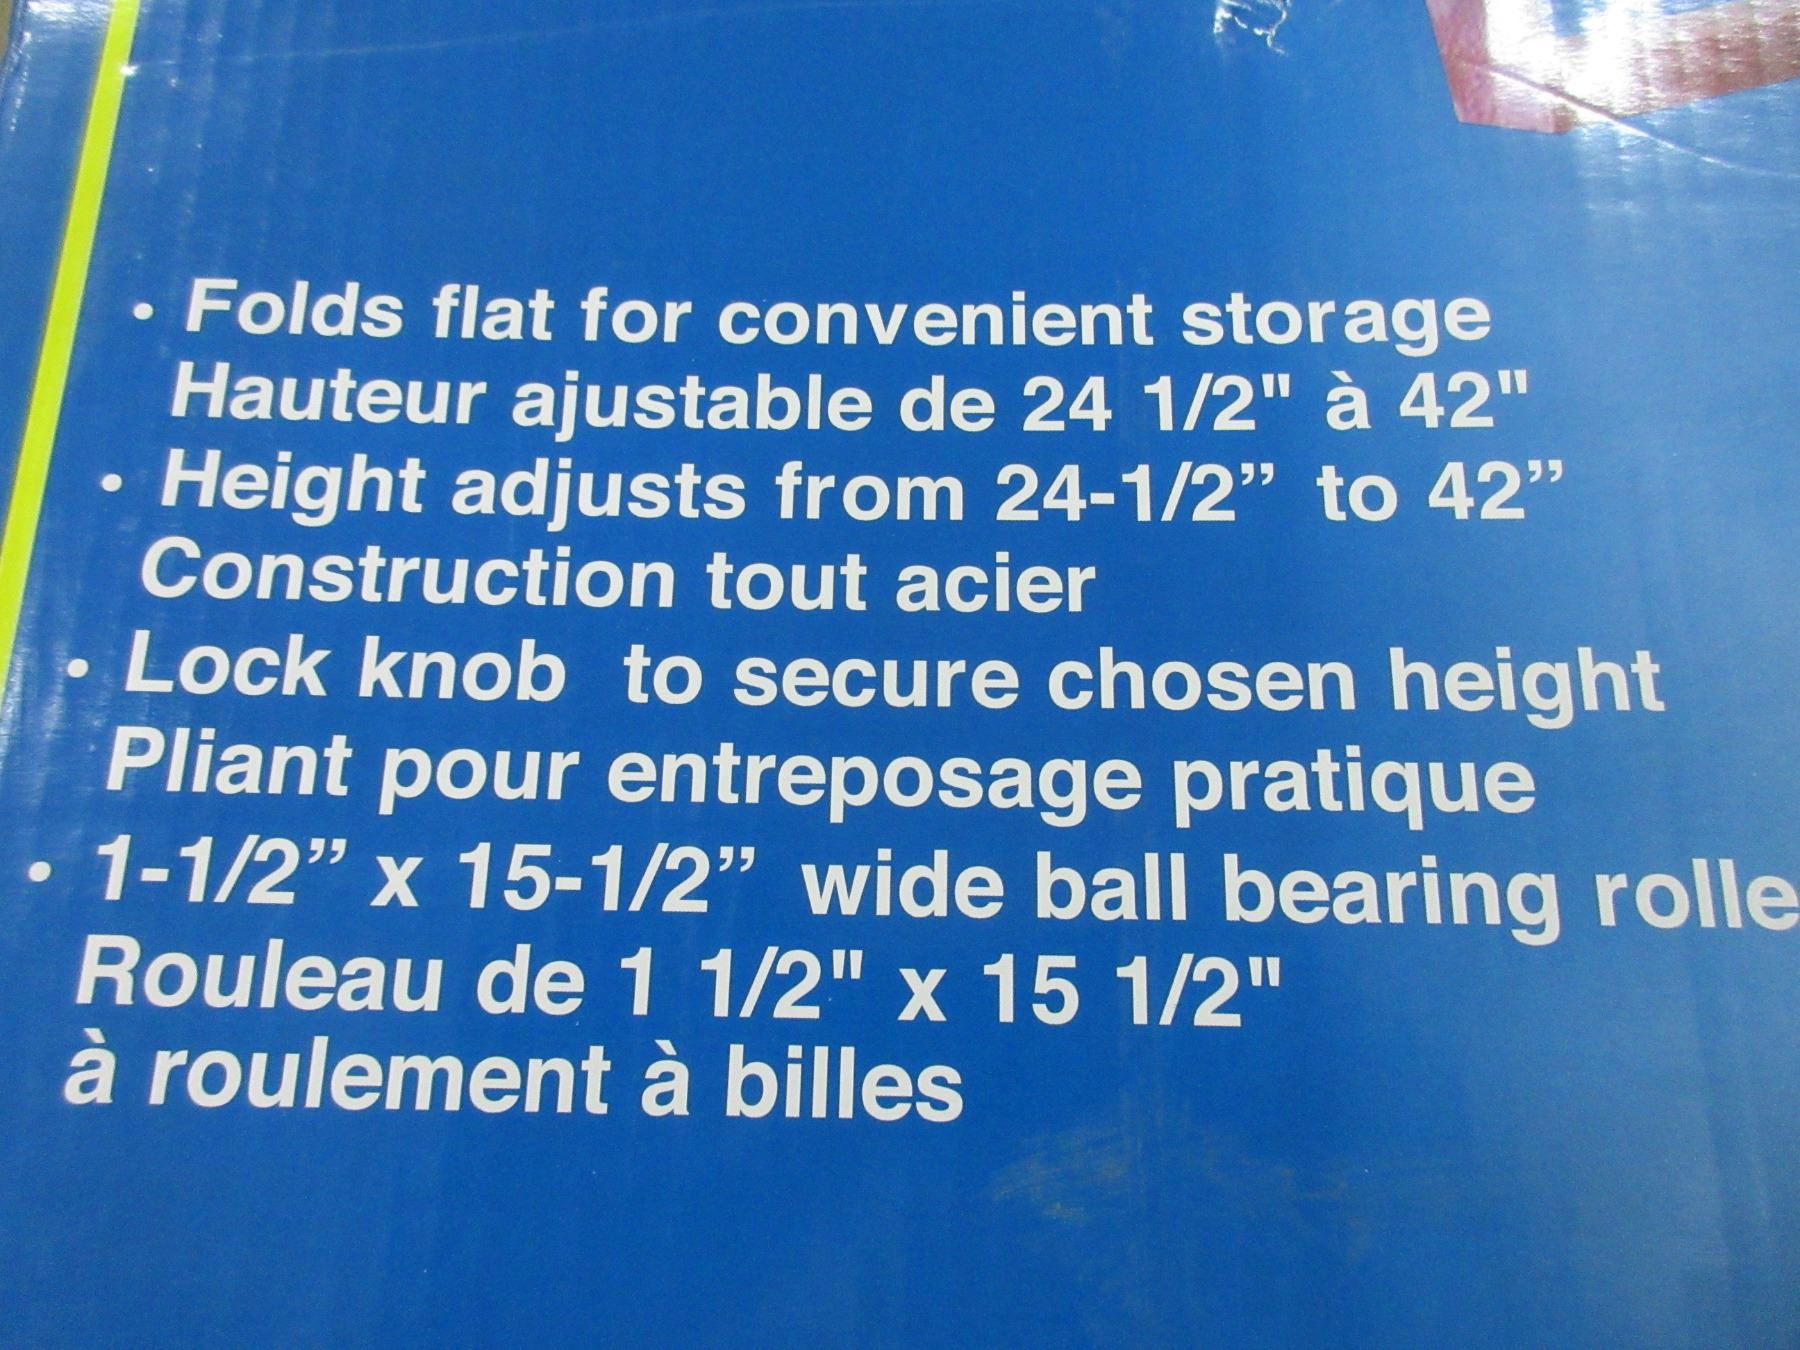 • Folds flat for convenient storage
Hauteur ajustable de 24 1/2" à 42"
• Height adjusts from 24-1/2” to 42”
Construction tout acier
• Lock knob to secure chosen height
Pliant pour entreposage pratique
• 1-1/2” x 15-1/2” wide ball bearing rolle
Rouleau de 1 1/2" x 15 1/2"
à roulement à billes